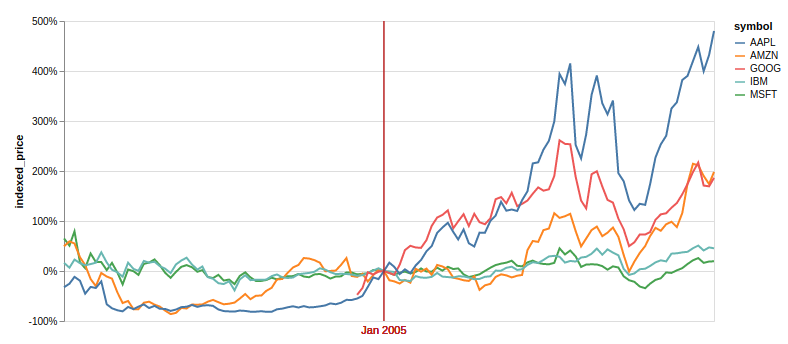 500%
400%
300%
200%
100%
0%
-100%
indexed_price
Jan 2005
symbol
AAPL
AMZN
GOOG
IBM
MSFT